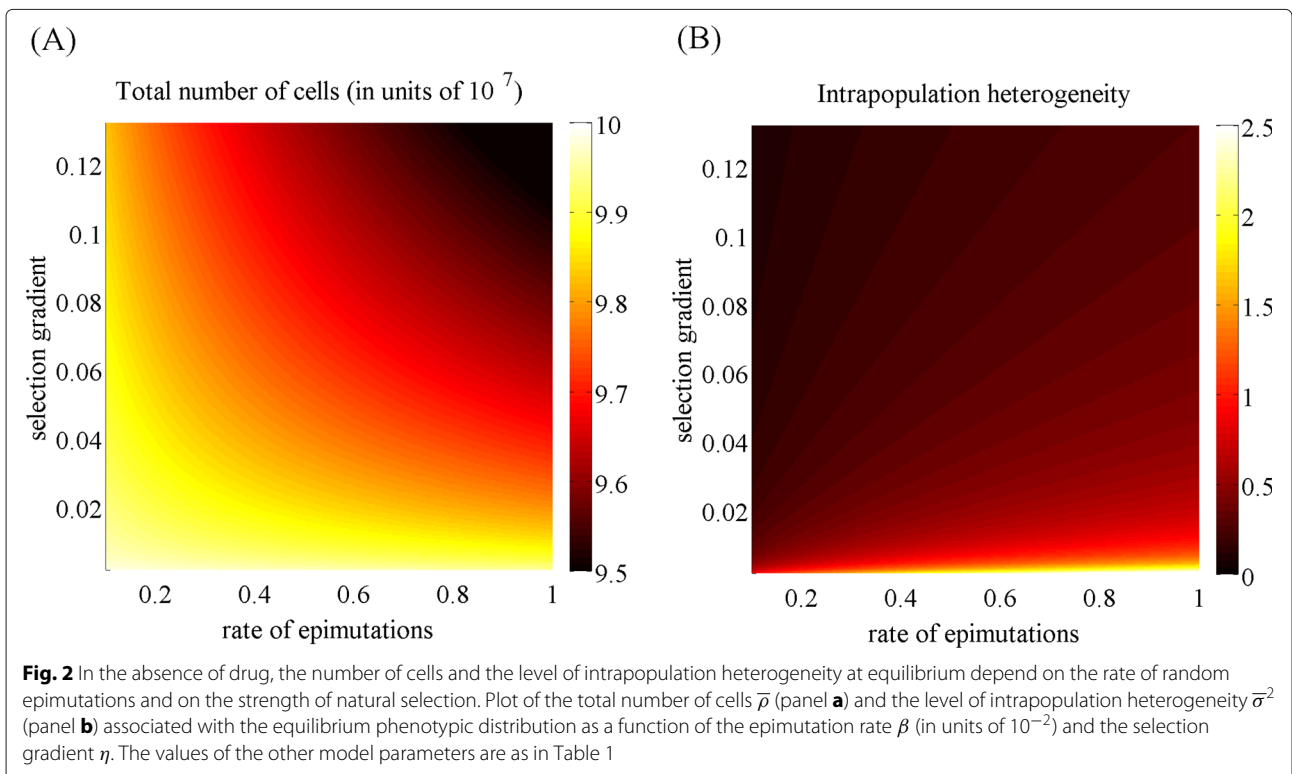 (A)
Total number of cells (in units of 10 7)
selection gradient
0.12
0.1
0.08
0.06
0.04
0.02
0.2 0.4 0.6 0.8 1
rate of epimutations
10
9.9
9.8
9.7
9.6
9.5
(B)
Intrapopulation heterogeneity
selection gradient
0.12
0.1
0.08
0.06
0.04
0.02
0.2 0.4 0.6 0.8 1
rate of epimutations
2.5
2
1.5
1
0.5
0
Fig. 2 In the absence of drug, the number of cells and the level of intrapopulation heterogeneity at equilibrium depend on the rate of random
epimutations and on the strength of natural selection. Plot of the total number of cells ρ̅ (panel a) and the level of intrapopulation heterogeneity σ̅²
(panel b) associated with the equilibrium phenotypic distribution as a function of the epimutation rate β (in units of 10⁻²) and the selection
gradient η. The values of the other model parameters are as in Table 1